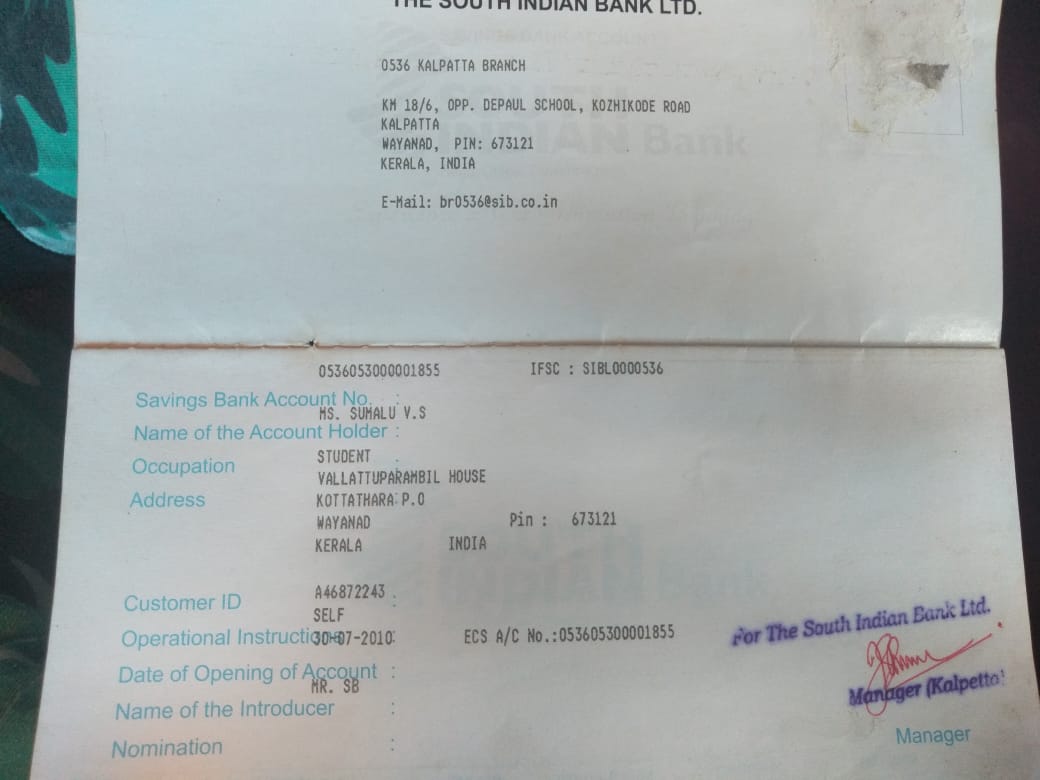 THE SOUTH INDIAN BANK LTD.
0536 KALPATTA BRANCH
KM 18/6, OPP. DEPAUL SCHOOL, KOZHIKODE ROAD
KALPATTA
WAYANAD, PIN: 673121
KERALA, INDIA
E-Mail: br0536@sib.co.in
0536053000001855 IFSC : SIBL0000536
Savings Bank Account No. :
MS. SUMALU V.S
Name of the Account Holder :
STUDENT
Occupation :
VALLATTUPARAMBIL HOUSE
Address : KOTTATHARA P.O
WAYANAD Pin : 673121
KERALA INDIA
A46872243
Customer ID :
SELF
Operational Instructions :
30-07-2010 ECS A/C No.:053605300001855
Date of Opening of Account :
MR. SB
Name of the Introducer :
Nomination :
For The South Indian Bank Ltd.
Manager (Kalpetta)
Manager